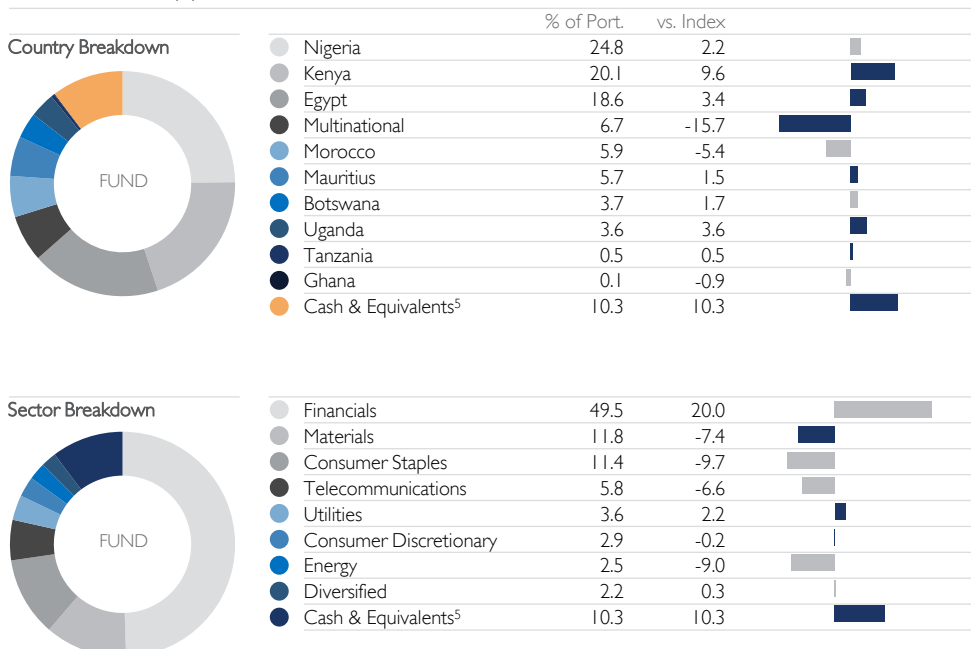 % of Port. vs. Index
Country Breakdown
FUND
Nigeria 24.8 2.2
Kenya 20.1 9.6
Egypt 18.6 3.4
Multinational 6.7 -15.7
Morocco 5.9 -5.4
Mauritius 5.7 1.5
Botswana 3.7 1.7
Uganda 3.6 3.6
Tanzania 0.5 0.5
Ghana 0.1 -0.9
Cash & Equivalents⁵ 10.3 10.3
Sector Breakdown
FUND
Financials 49.5 20.0
Materials 11.8 -7.4
Consumer Staples 11.4 -9.7
Telecommunications 5.8 -6.6
Utilities 3.6 2.2
Consumer Discretionary 2.9 -0.2
Energy 2.5 -9.0
Diversified 2.2 0.3
Cash & Equivalents⁵ 10.3 10.3